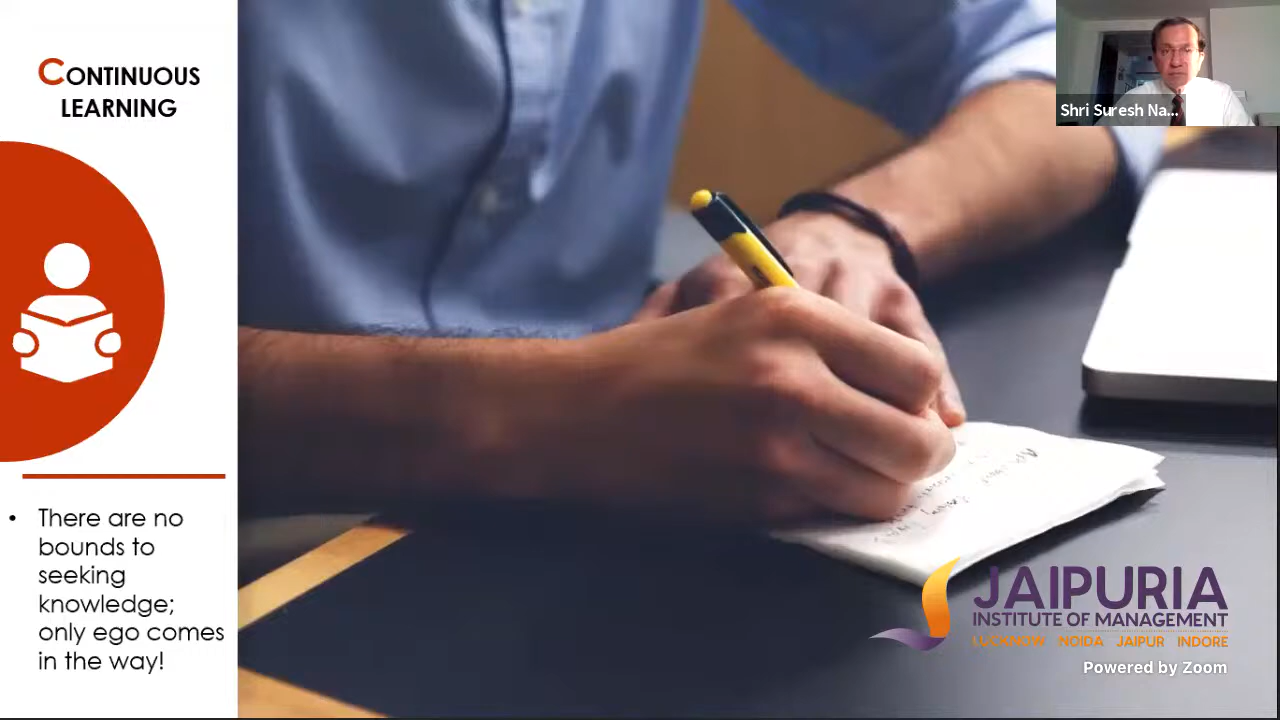 CONTINUOUS
LEARNING
• There are no
bounds to
seeking
knowledge;
only ego comes
in the way!
Shri Suresh Na...
JAIPURIA
INSTITUTE OF MANAGEMENT
LUCKNOW NOIDA JAIPUR INDORE
Powered by Zoom